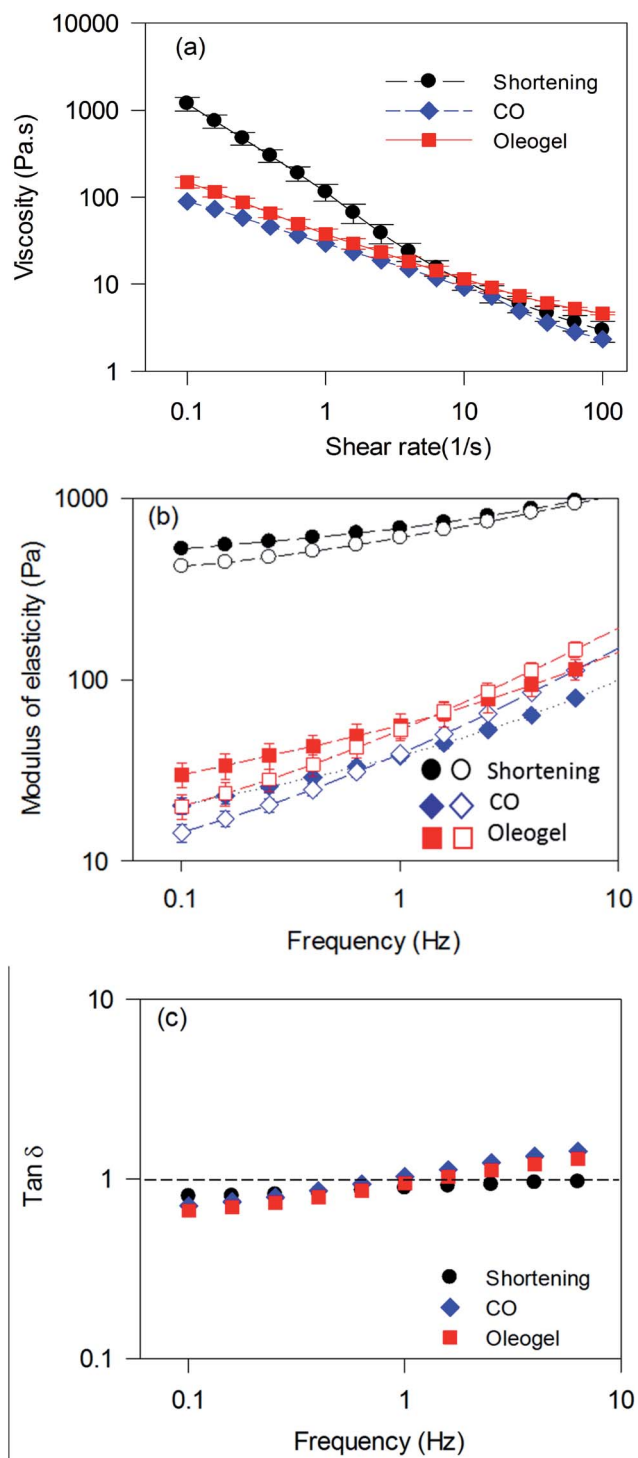 (a)
10000
1000
100
10
1
Viscosity (Pa.s)
Shortening
CO
Oleogel
0.1 1 10 100
Shear rate(1/s)
(b)
1000
100
10
Modulus of elasticity (Pa)
Shortening
CO
Oleogel
0.1 1 10
Frequency (Hz)
(c)
10
1
0.1
Tan δ
Shortening
CO
Oleogel
0.1 1 10
Frequency (Hz)